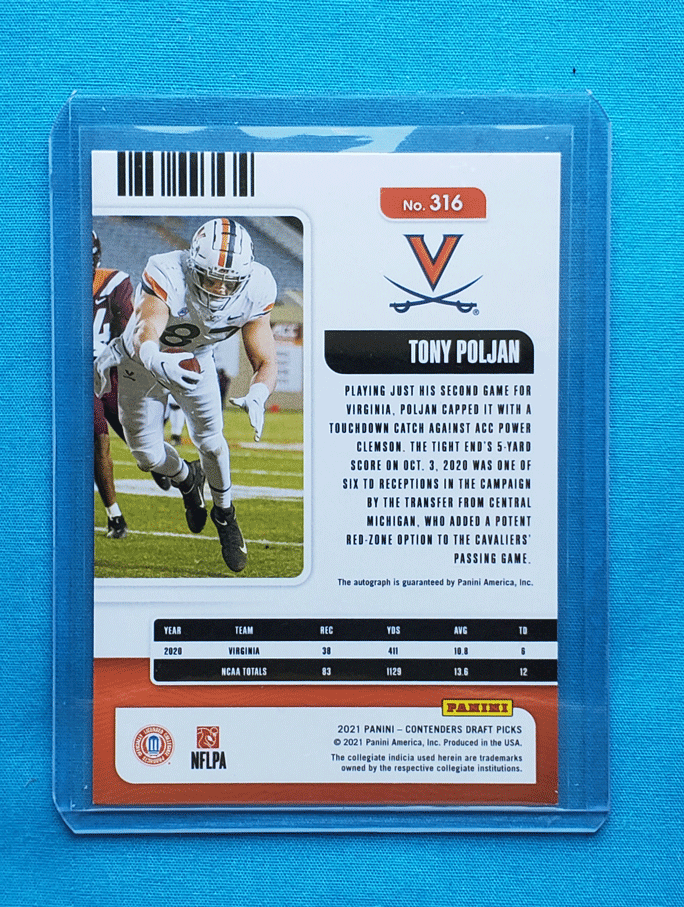 No. 316
V
®
TONY POLJAN
PLAYING JUST HIS SECOND GAME FOR
VIRGINIA, POLJAN CAPPED IT WITH A
TOUCHDOWN CATCH AGAINST ACC POWER
CLEMSON. THE TIGHT END'S 5-YARD
SCORE ON OCT. 3, 2020 WAS ONE OF
SIX TD RECEPTIONS IN THE CAMPAIGN
BY THE TRANSFER FROM CENTRAL
MICHIGAN, WHO ADDED A POTENT
RED-ZONE OPTION TO THE CAVALIERS'
PASSING GAME.
The autograph is guaranteed by Panini America, Inc.
YEAR TEAM REC YDS AVG TD
2020 VIRGINIA 38 411 10.8 6
NCAA TOTALS 83 1129 13.6 12
PANINI
NFLPA
2021 PANINI – CONTENDERS DRAFT PICKS
© 2021 Panini America, Inc. Produced in the USA.
The collegiate indicia used herein are trademarks
owned by the respective collegiate institutions.